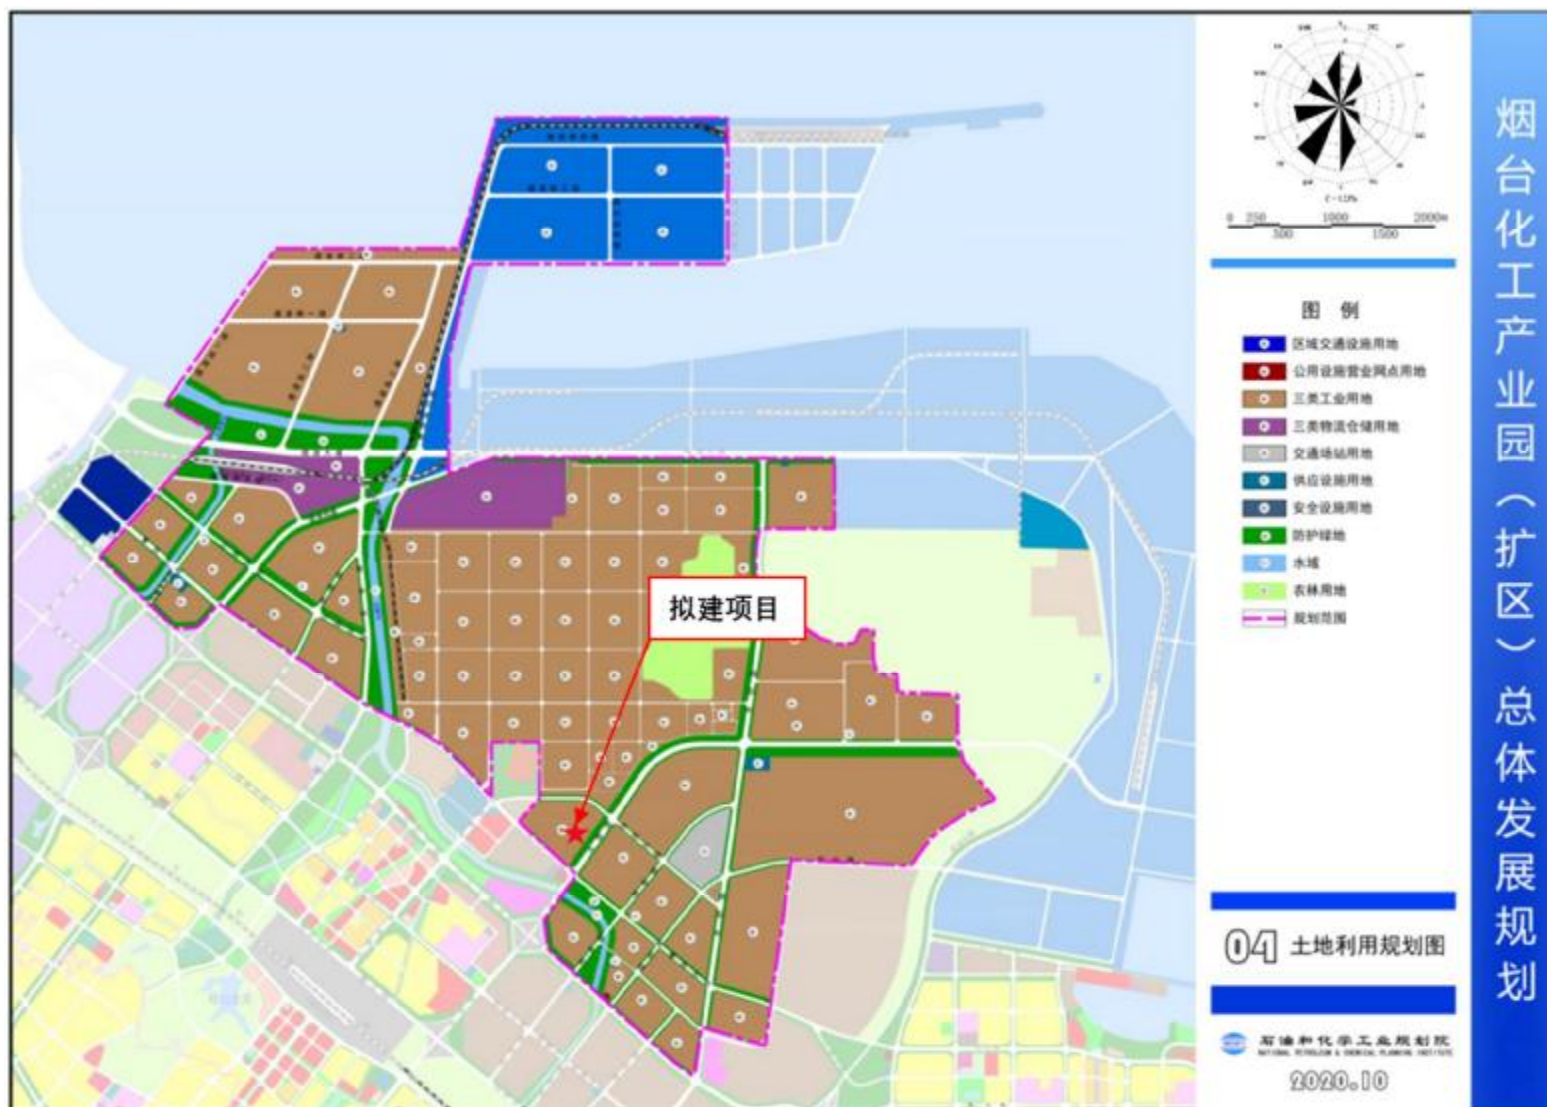 烟台化工产业园（扩区）总体发展规划
0 250 1000 2000m
500 1500
图 例
区域交通设施用地
公用设施营业网点用地
三类工业用地
三类物流仓储用地
交通场站用地
供应设施用地
安全设施用地
防护绿地
水域
农林用地
规划范围
拟建项目
04 土地利用规划图
石油和化学工业规划院
NATIONAL PETROLEUM & CHEMICAL PLANNING INSTITUTE
2020.10